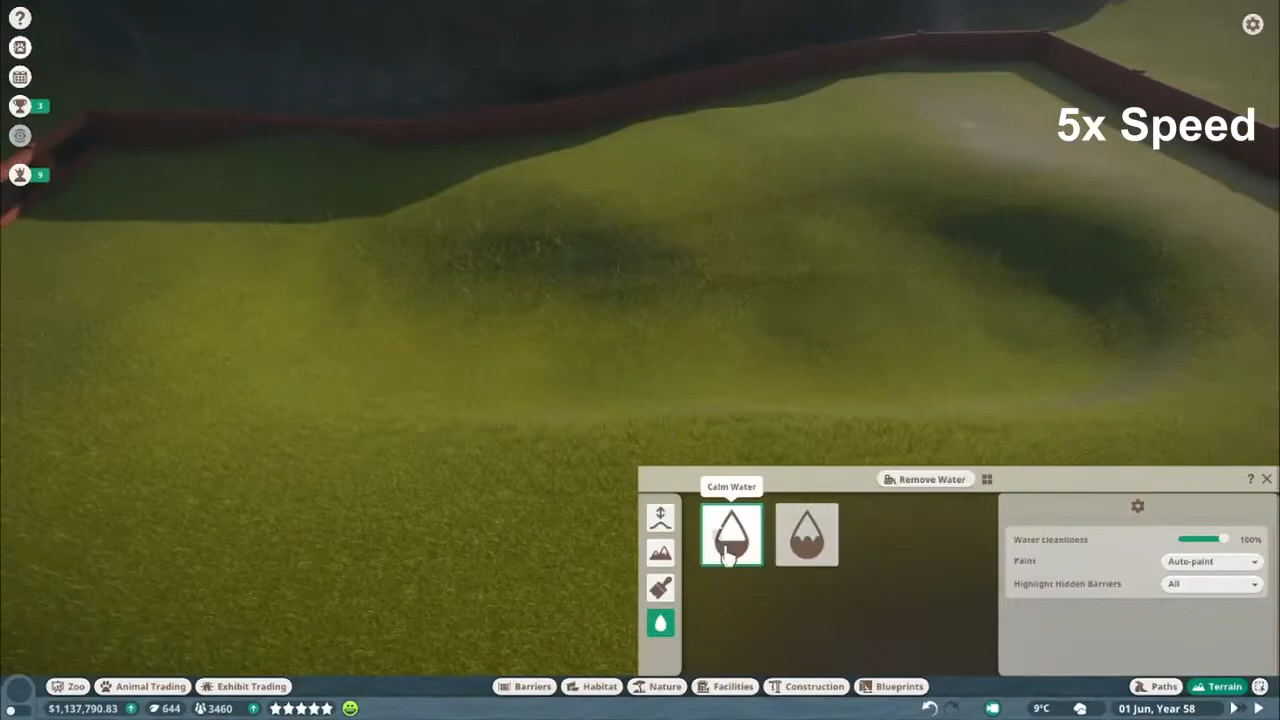 3
9
5x Speed
Calm Water
Remove Water
?
Water Cleanliness 100%
Paint Auto-paint
Highlight Hidden Barriers All
Zoo Animal Trading Exhibit Trading Barriers Habitat Nature Facilities Construction Blueprints Paths Terrain
$1,137,790.83 644 3460 9°C 01 Jun, Year 58